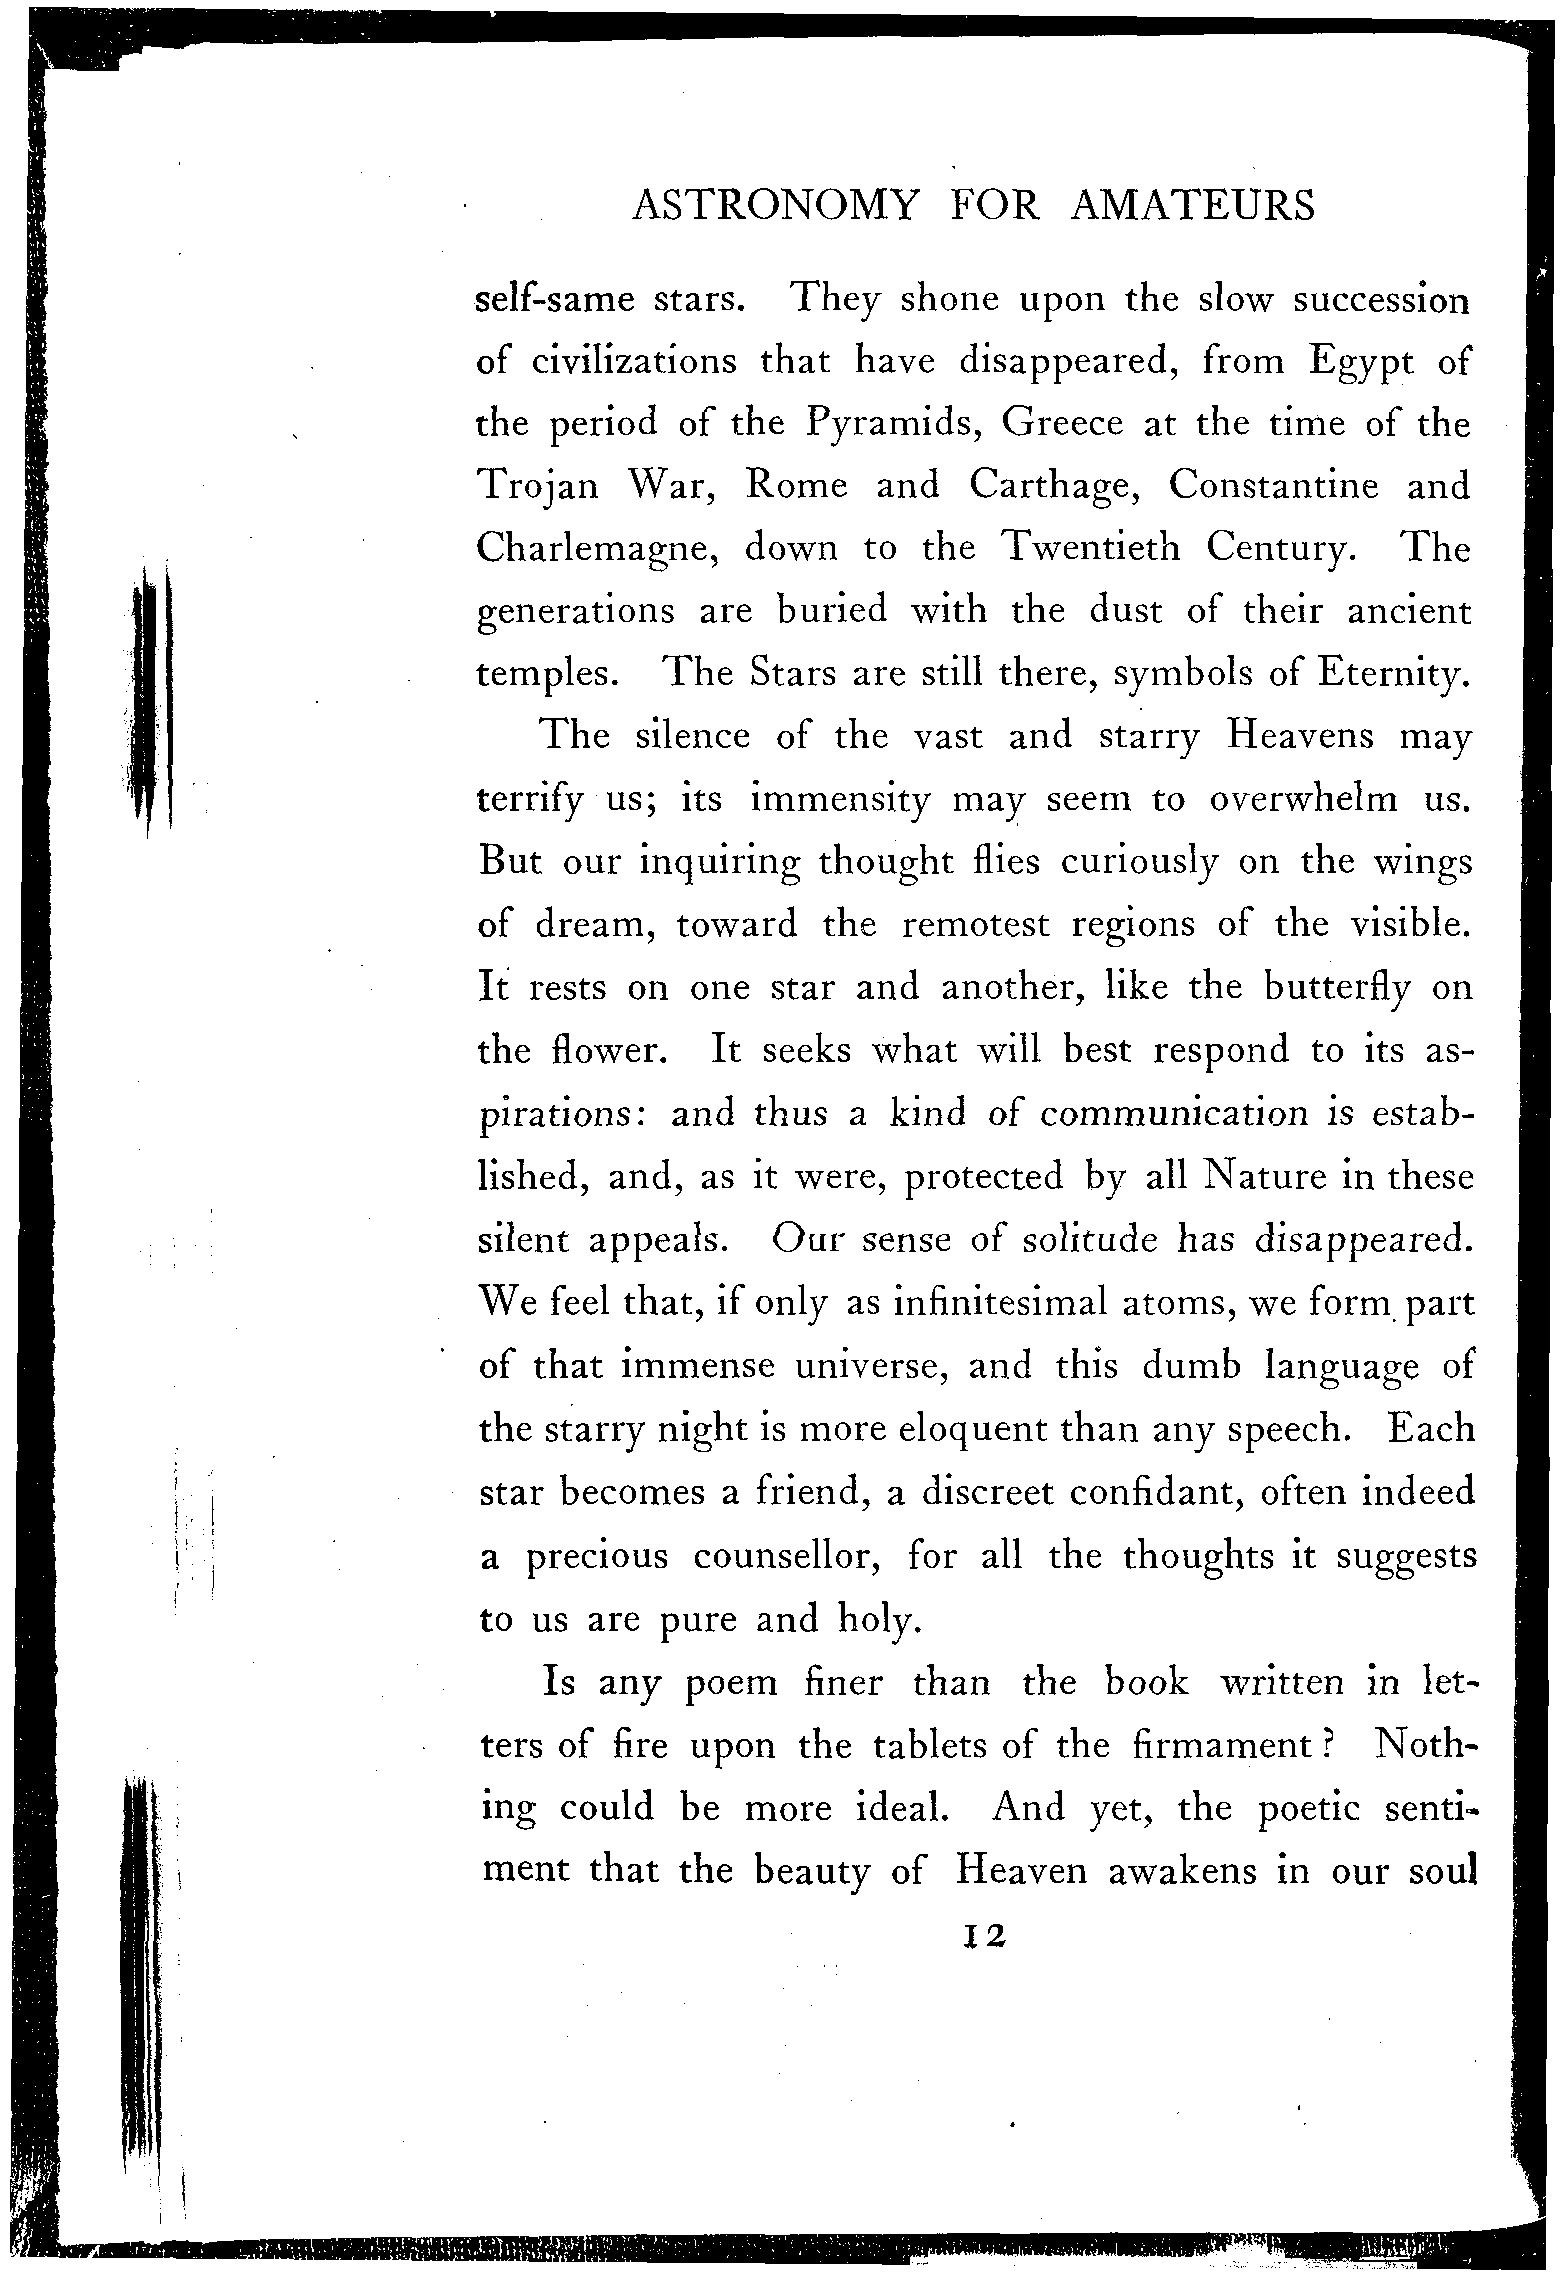 ASTRONOMY FOR AMATEURS
self-same stars. They shone upon the slow succession
of civilizations that have disappeared, from Egypt of
the period of the Pyramids, Greece at the time of the
Trojan War, Rome and Carthage, Constantine and
Charlemagne, down to the Twentieth Century. The
generations are buried with the dust of their ancient
temples. The Stars are still there, symbols of Eternity.
The silence of the vast and starry Heavens may
terrify us; its immensity may seem to overwhelm us.
But our inquiring thought flies curiously on the wings
of dream, toward the remotest regions of the visible.
It rests on one star and another, like the butterfly on
the flower. It seeks what will best respond to its as-
pirations: and thus a kind of communication is estab-
lished, and, as it were, protected by all Nature in these
silent appeals. Our sense of solitude has disappeared.
We feel that, if only as infinitesimal atoms, we form part
of that immense universe, and this dumb language of
the starry night is more eloquent than any speech. Each
star becomes a friend, a discreet confidant, often indeed
a precious counsellor, for all the thoughts it suggests
to us are pure and holy.
Is any poem finer than the book written in let-
ters of fire upon the tablets of the firmament? Noth-
ing could be more ideal. And yet, the poetic senti-
ment that the beauty of Heaven awakens in our soul
12